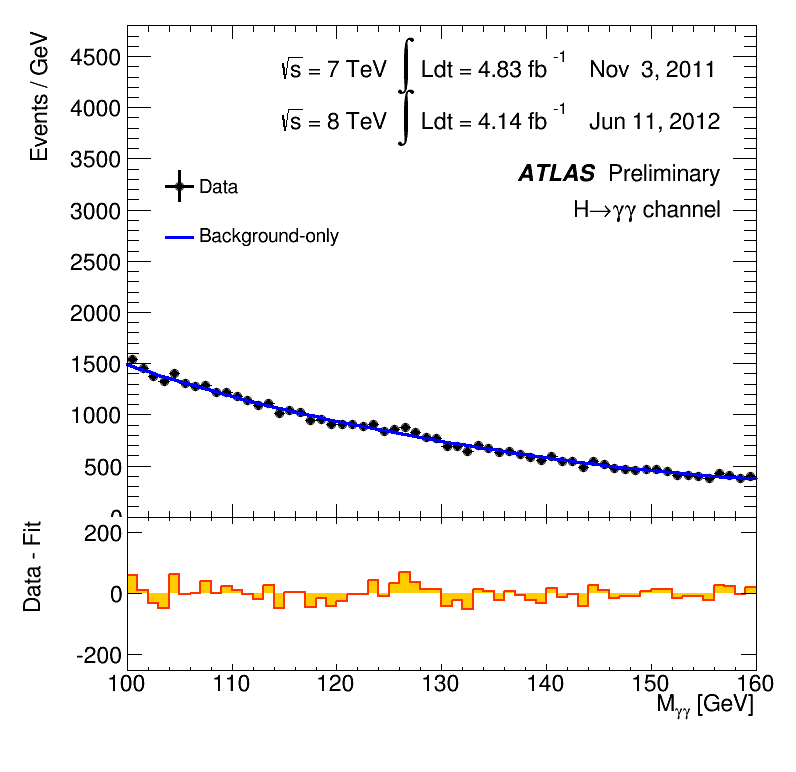 Events / GeV
4500
4000
3500
3000
2500
2000
1500
1000
500
0
√s = 7 TeV ∫ Ldt = 4.83 fb⁻¹ Nov 3, 2011
√s = 8 TeV ∫ Ldt = 4.14 fb⁻¹ Jun 11, 2012
ATLAS Preliminary
H→γγ channel
Data
Background-only
Data - Fit
200
0
-200
100 110 120 130 140 150 160
Mγγ [GeV]